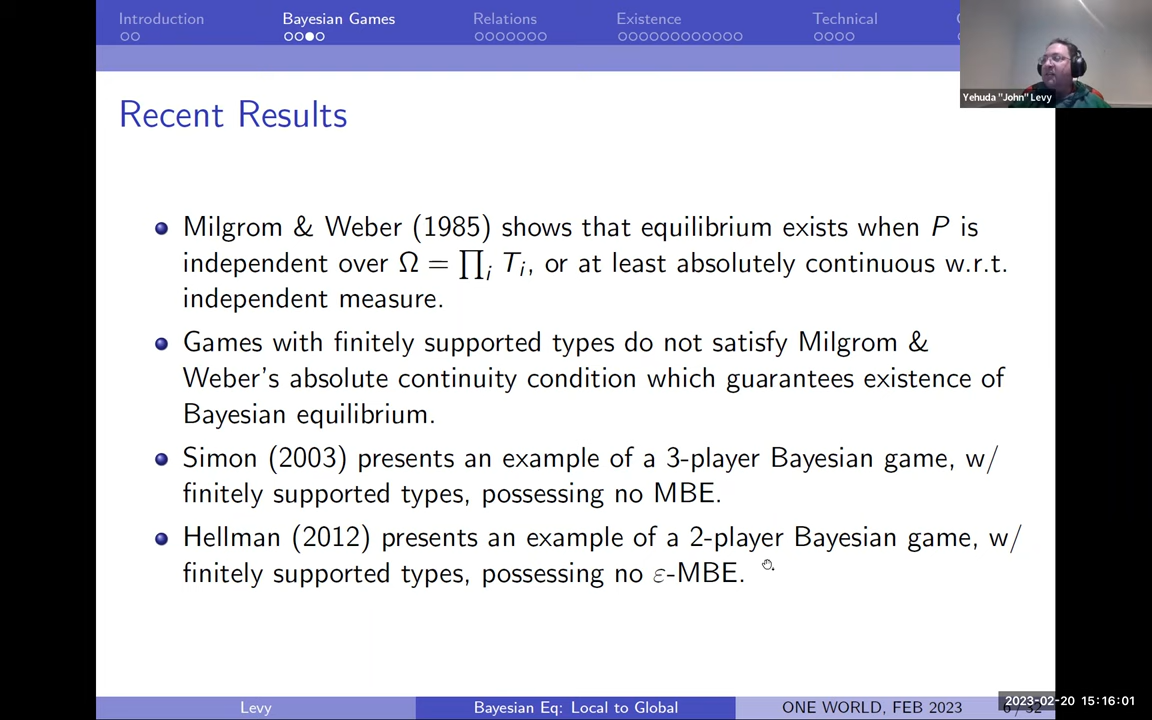 Introduction
Bayesian Games
Relations
Existence
Technical
Yehuda "John" Levy
Recent Results
Milgrom & Weber (1985) shows that equilibrium exists when P is
independent over Ω = ∏i Ti, or at least absolutely continuous w.r.t.
independent measure.
Games with finitely supported types do not satisfy Milgrom &
Weber's absolute continuity condition which guarantees existence of
Bayesian equilibrium.
Simon (2003) presents an example of a 3-player Bayesian game, w/
finitely supported types, possessing no MBE.
Hellman (2012) presents an example of a 2-player Bayesian game, w/
finitely supported types, possessing no ε-MBE.
Levy
Bayesian Eq: Local to Global
ONE WORLD, FEB 2023
2023-02-20 15:16:01